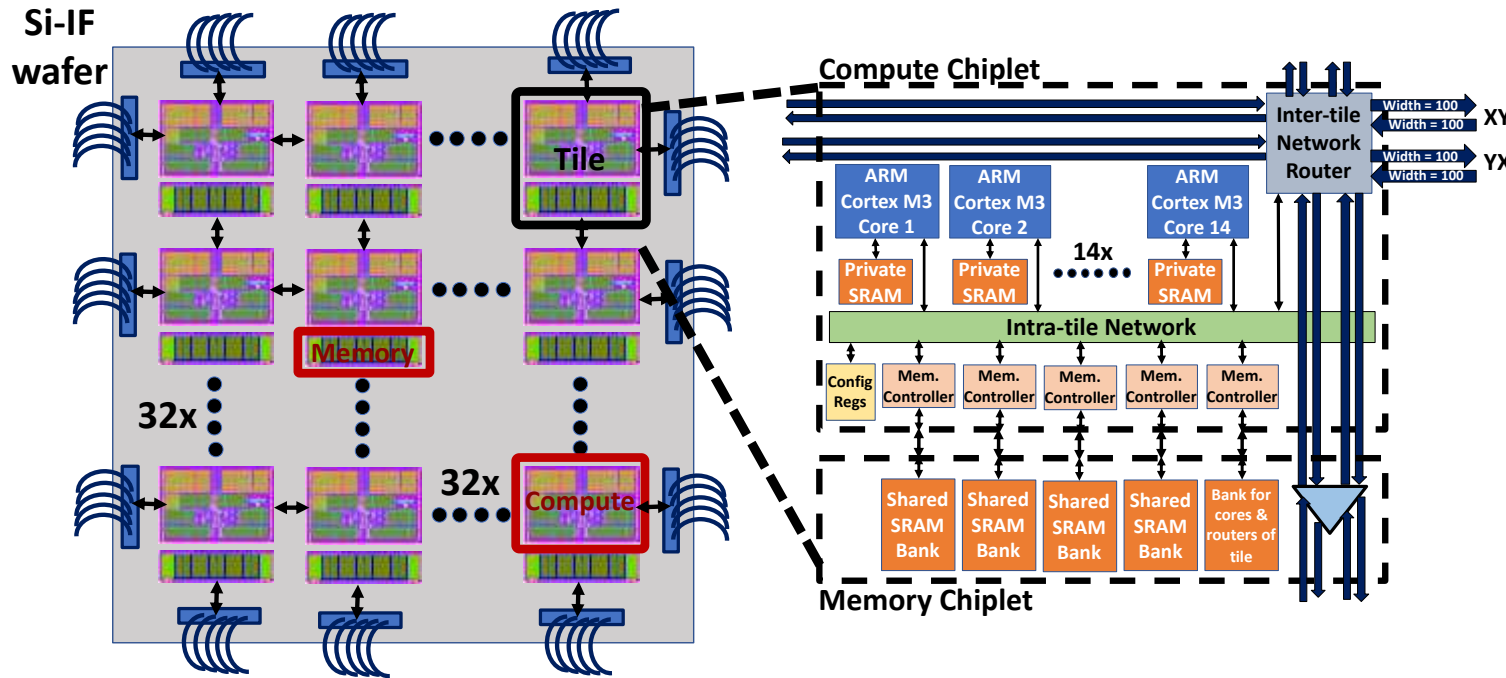 Si-IF
wafer
Tile
Memory
32x
32x
Compute
Compute Chiplet
Inter-tile
Network
Router
Width = 100
Width = 100
XY
Width = 100
Width = 100
YX
ARM
Cortex M3
Core 1
ARM
Cortex M3
Core 2
ARM
Cortex M3
Core 14
14x
Private
SRAM
Private
SRAM
Private
SRAM
Intra-tile Network
Config
Regs
Mem.
Controller
Mem.
Controller
Mem.
Controller
Mem.
Controller
Mem.
Controller
Shared
SRAM
Bank
Shared
SRAM
Bank
Shared
SRAM
Bank
Shared
SRAM
Bank
Bank for
cores &
routers of
tile
Memory Chiplet